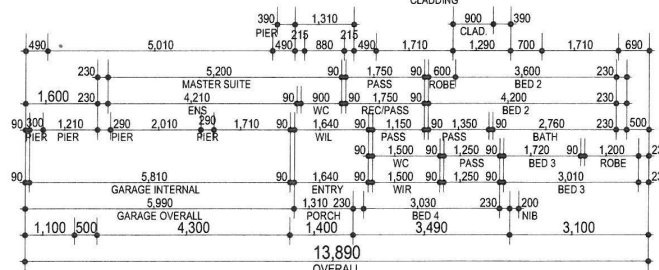 CLADDING
390 1,310 900 390
PIER 215 215 CLAD.
490 5,010 490 880 490 1,710 1,290 700 1,710 690
230 5,200 90 1,750 90 600 3,600 230
MASTER SUITE PASS ROBE BED 2
1,600 230 4,210 90 900 90 1,750 90 4,200 230
ENS WC REC/PASS BED 2
90 300 1,210 290 2,010 290 1,710 90 1,640 90 1,150 90 1,350 90 2,760 230 500
PIER PIER PIER PIER WIL PASS PASS BATH
90 1,500 90 1,250 90 1,720 90 1,200
WC PASS BED 3 ROBE
90 5,810 90 1,640 90 1,500 90 1,250 90 3,010 90
GARAGE INTERNAL ENTRY WIR BED 3
5,990 1,310 230 3,030 230 200
GARAGE OVERALL PORCH BED 4 NIB
1,100 500 4,300 1,400 3,490 3,100
13,890
OVERALL